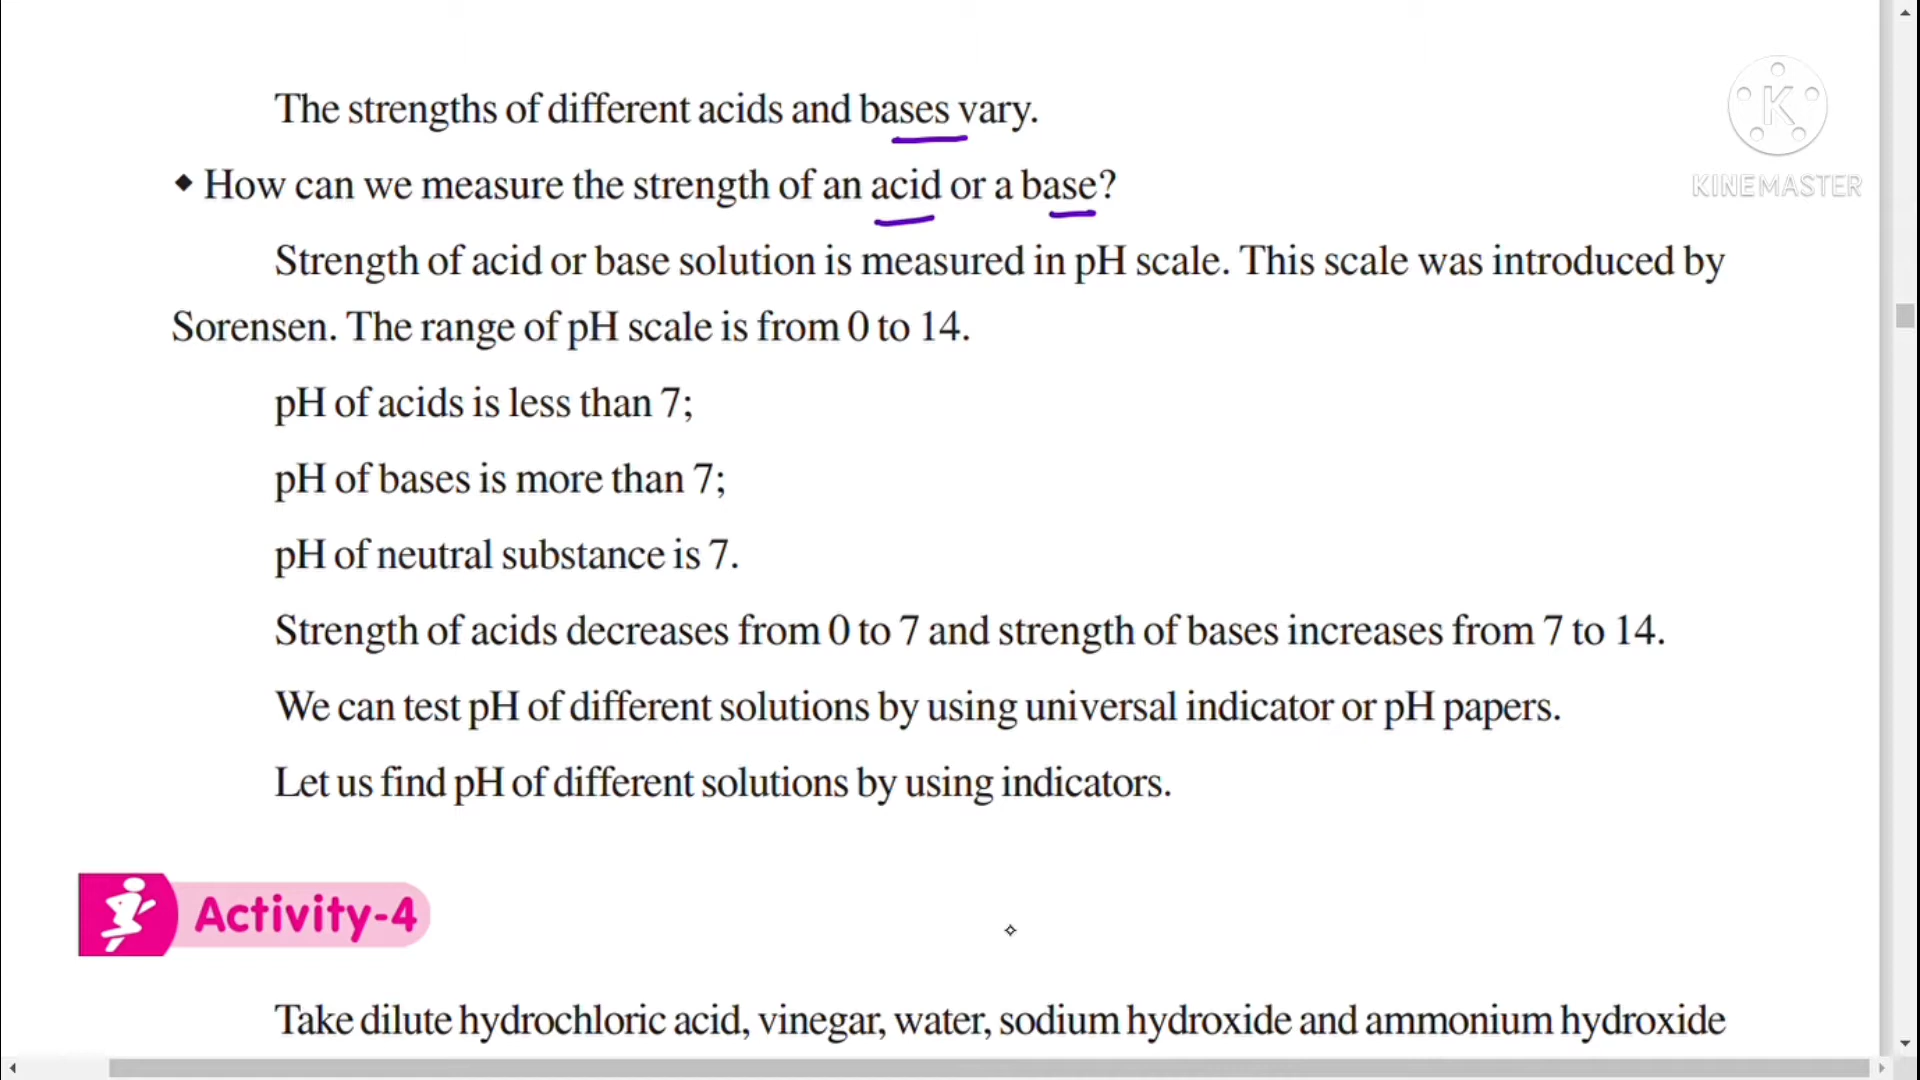 The strengths of different acids and bases vary.
K
KINEMASTER
◆ How can we measure the strength of an acid or a base?
Strength of acid or base solution is measured in pH scale. This scale was introduced by
Sorensen. The range of pH scale is from 0 to 14.
pH of acids is less than 7;
pH of bases is more than 7;
pH of neutral substance is 7.
Strength of acids decreases from 0 to 7 and strength of bases increases from 7 to 14.
We can test pH of different solutions by using universal indicator or pH papers.
Let us find pH of different solutions by using indicators.
Activity-4
Take dilute hydrochloric acid, vinegar, water, sodium hydroxide and ammonium hydroxide